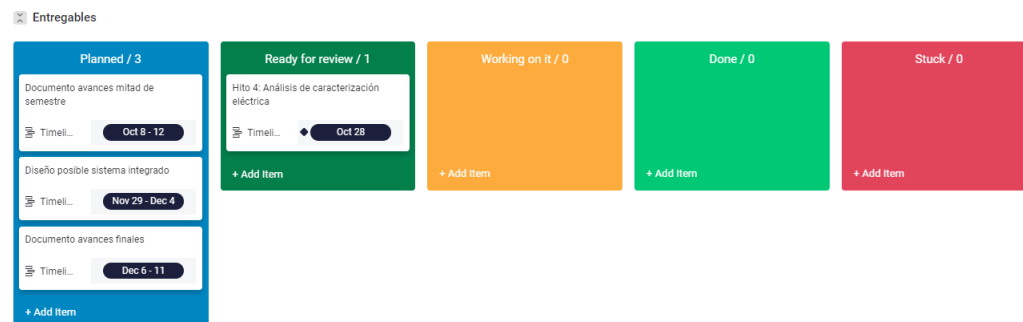 Entregables
Planned / 3
Documento avances mitad de
semestre
Timeli...
Oct 8 - 12
Diseño posible sistema integrado
Timeli...
Nov 29 - Dec 4
Documento avances finales
Timeli...
Dec 6 - 11
+ Add Item
Ready for review / 1
Hito 4: Análisis de caracterización
eléctrica
Timeli...
Oct 28
+ Add Item
Working on it / 0
+ Add Item
Done / 0
+ Add Item
Stuck / 0
+ Add Item